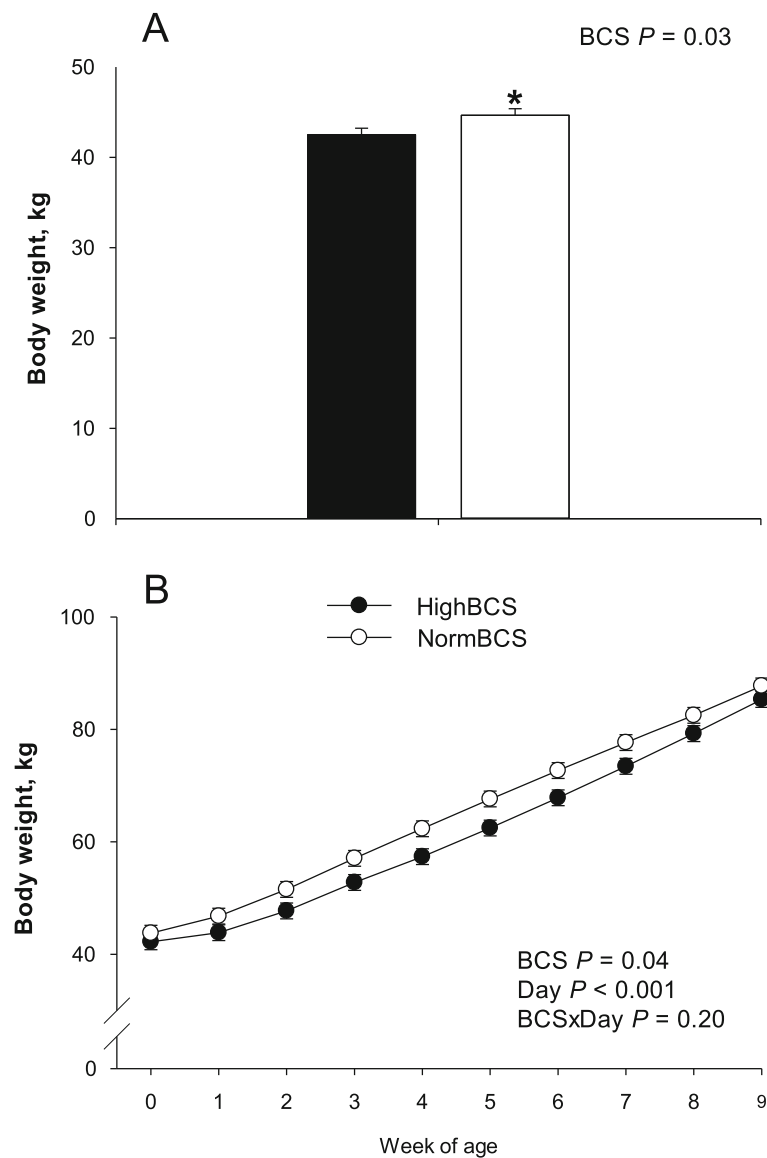 A
BCS P = 0.03
50
40
30
20
10
0
Body weight, kg
*
B
HighBCS
NormBCS
100
80
60
40
0
Body weight, kg
BCS P = 0.04
Day P < 0.001
BCSxDay P = 0.20
0 1 2 3 4 5 6 7 8 9
Week of age